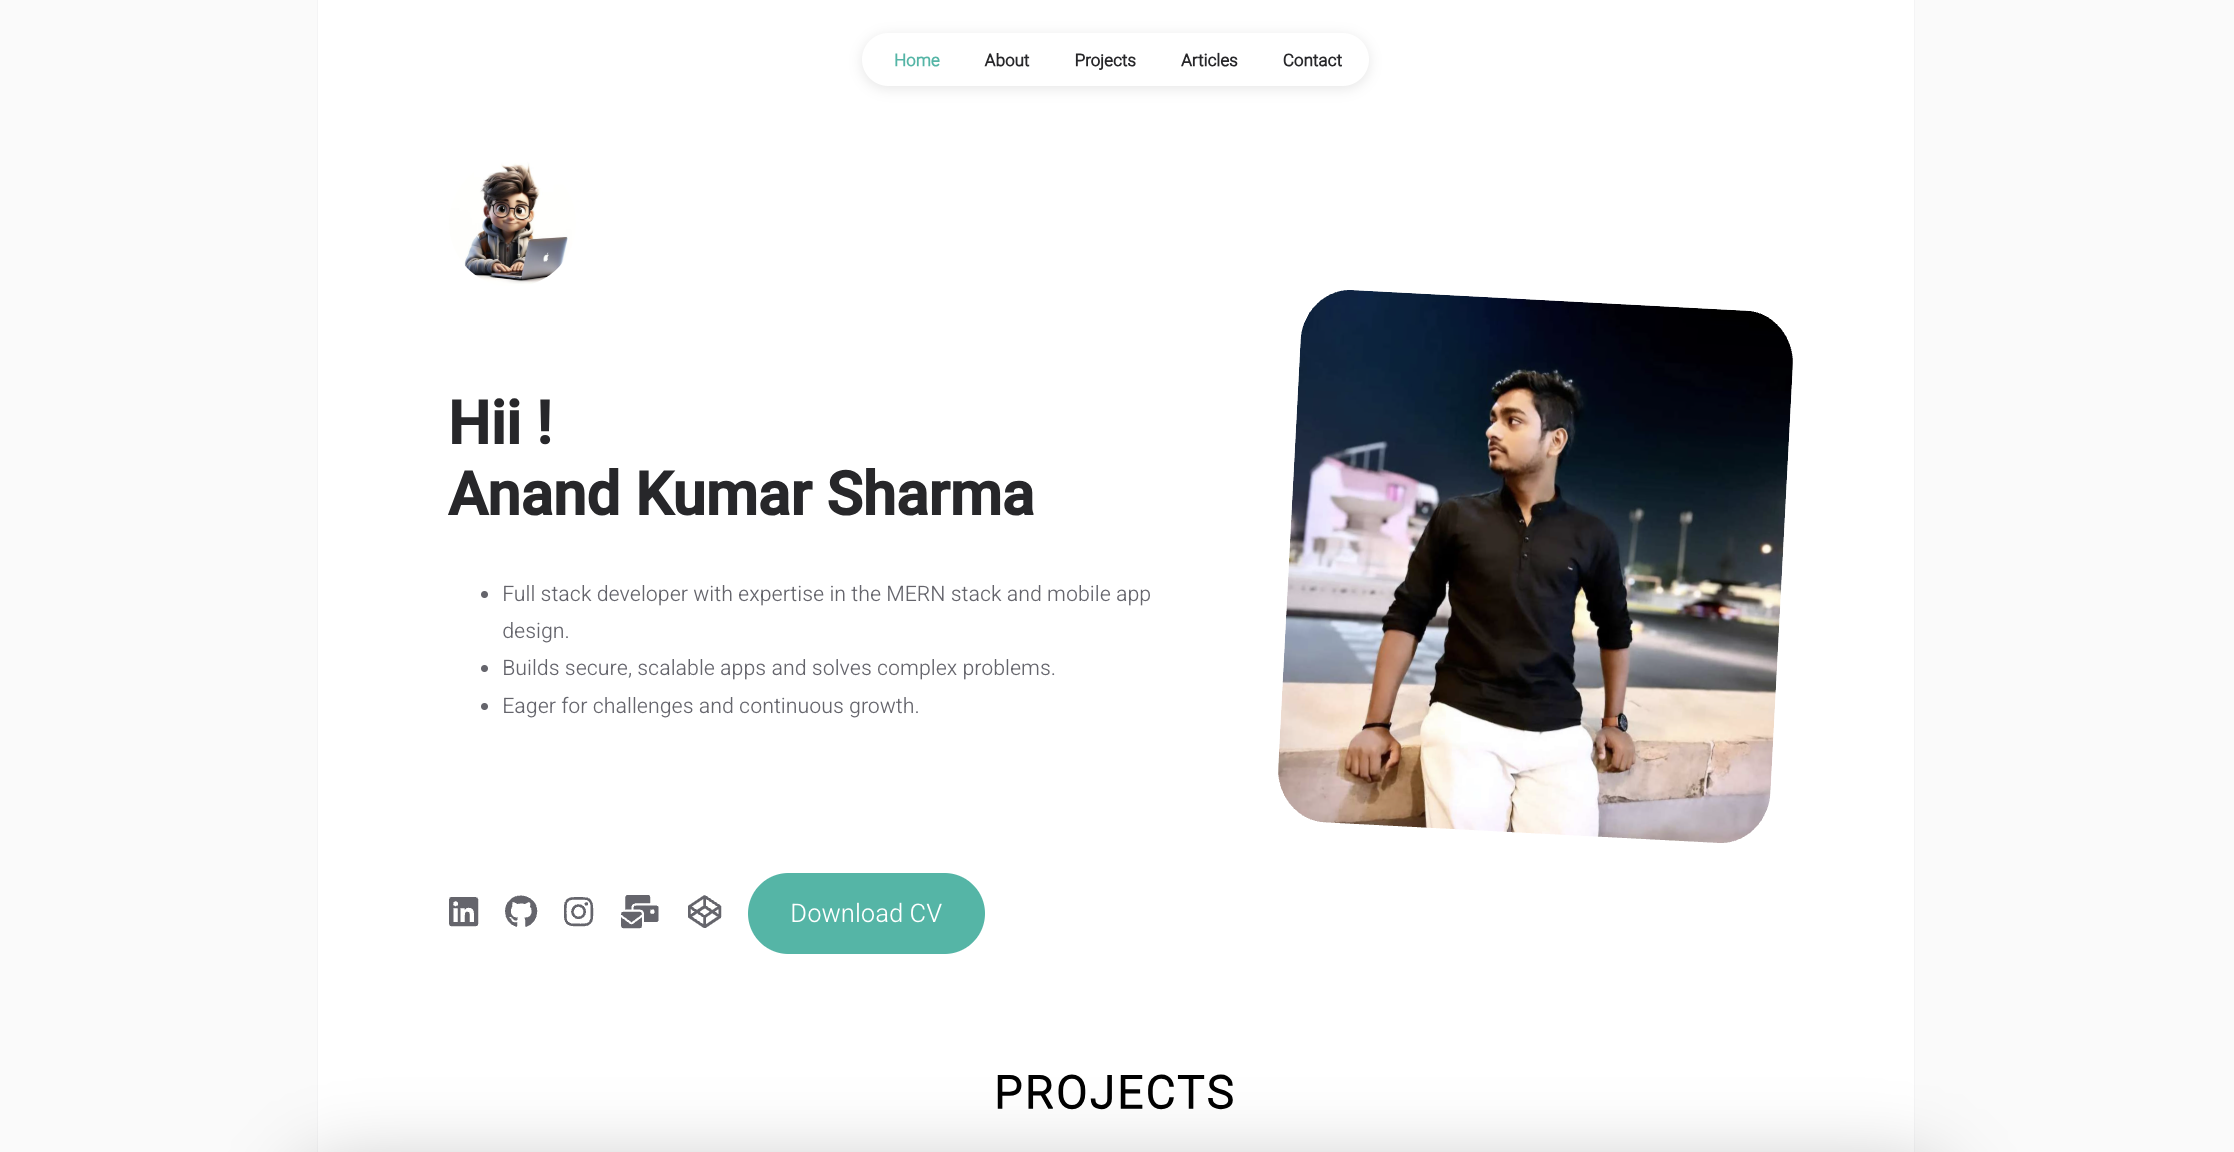 Home About Projects Articles Contact
Hii !
Anand Kumar Sharma
• Full stack developer with expertise in the MERN stack and mobile app
design.
• Builds secure, scalable apps and solves complex problems.
• Eager for challenges and continuous growth.
Download CV
PROJECTS